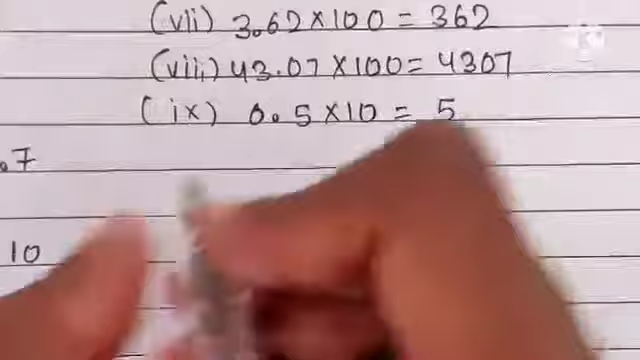 (vii) 3.62×100 = 362
(viii) 43.07×100= 4307
(ix) 0.5×10 = 5
.7
10